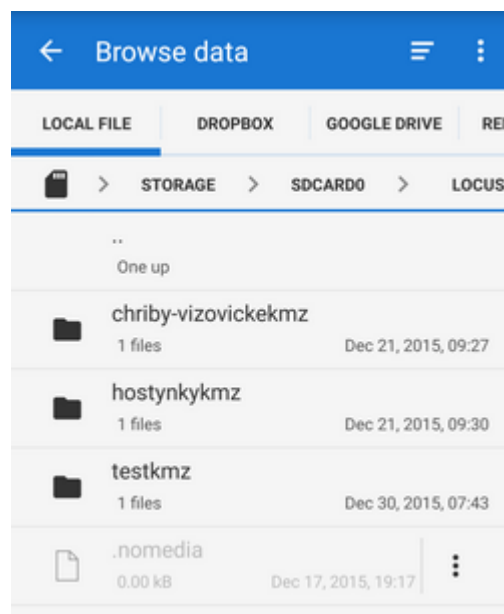 Browse data
LOCAL FILE DROPBOX GOOGLE DRIVE
> STORAGE > SDCARD0 > LOCUS
..
One up
chriby-vizovickekmz
1 files Dec 21, 2015, 09:27
hostynkykmz
1 files Dec 21, 2015, 09:30
testkmz
1 files Dec 30, 2015, 07:43
.nomedia
0.00 kB Dec 17, 2015, 19:17